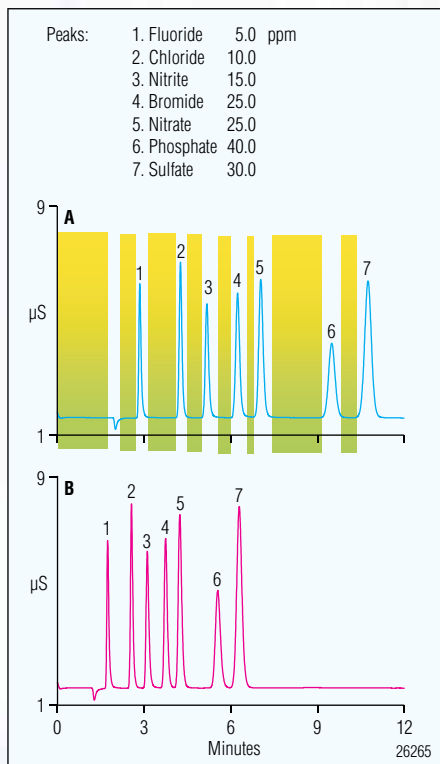 Peaks: 1. Fluoride 5.0 ppm
2. Chloride 10.0
3. Nitrite 15.0
4. Bromide 25.0
5. Nitrate 25.0
6. Phosphate 40.0
7. Sulfate 30.0
9
A
1
2
3
4
5
6
7
µS
1
9
B
1
2
3
4
5
6
7
µS
1
0 3 6 9 12
Minutes
26265